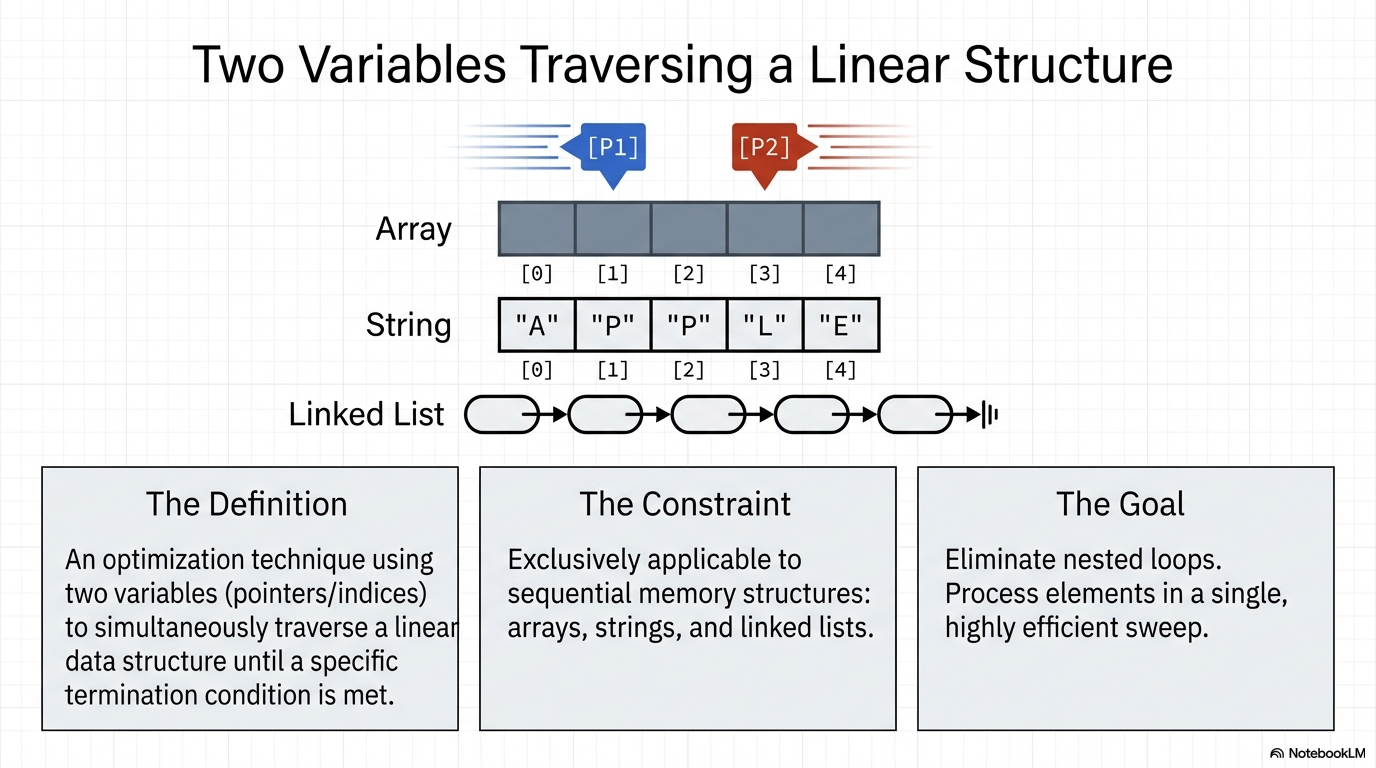 Two Variables Traversing a Linear Structure
[P1] [P2]
Array
[0] [1] [2] [3] [4]
String "A" "P" "P" "L" "E"
[0] [1] [2] [3] [4]
Linked List
The Definition
An optimization technique using
two variables (pointers/indices)
to simultaneously traverse a linear
data structure until a specific
termination condition is met.
The Constraint
Exclusively applicable to
sequential memory structures:
arrays, strings, and linked lists.
The Goal
Eliminate nested loops.
Process elements in a single,
highly efficient sweep.
NotebookLM